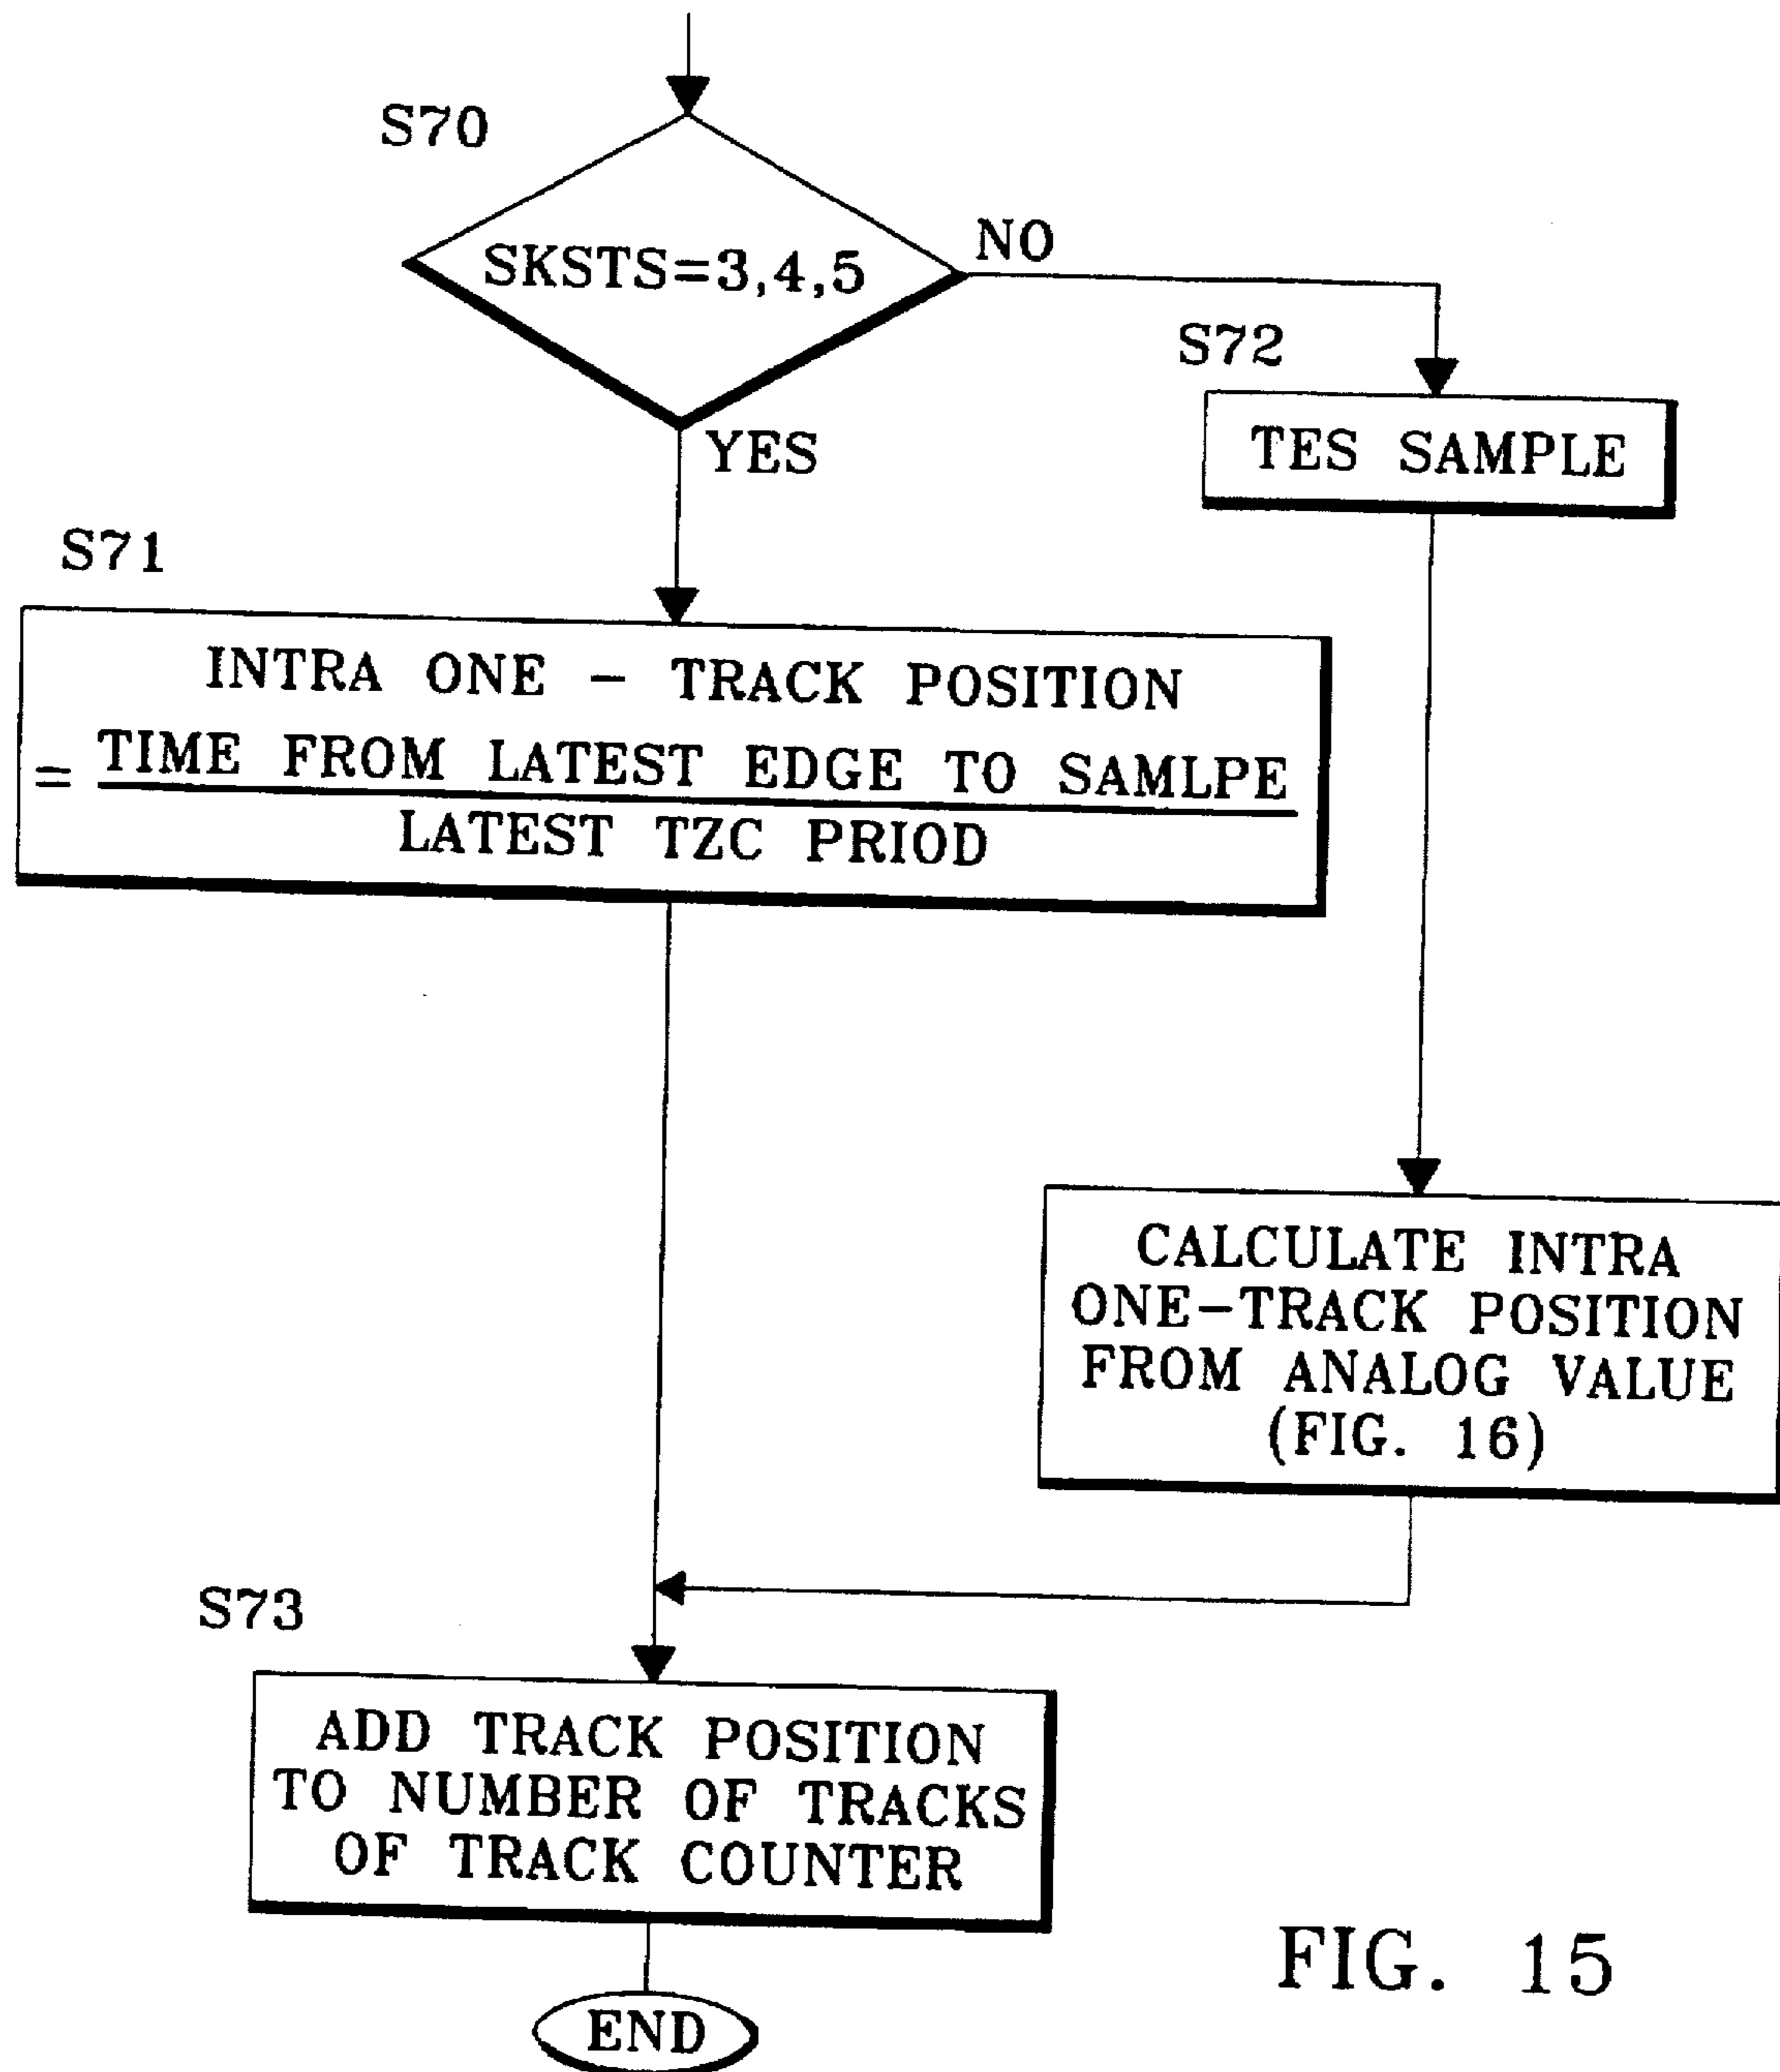 S70
SKSTS=3,4,5
NO
YES
S72
TES SAMPLE
S71
INTRA ONE - TRACK POSITION
= TIME FROM LATEST EDGE TO SAMLPE
LATEST TZC PRIOD
CALCULATE INTRA
ONE-TRACK POSITION
FROM ANALOG VALUE
(FIG. 16)
S73
ADD TRACK POSITION
TO NUMBER OF TRACKS
OF TRACK COUNTER
END
FIG. 15